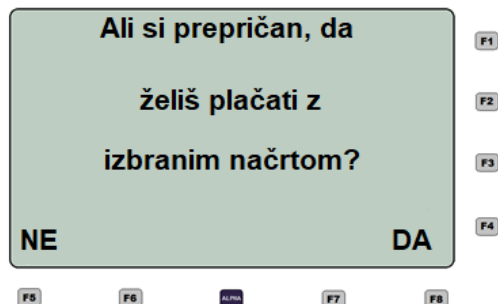 Ali si prepričan, da
želiš plačati z
izbranim načrtom?
NE DA
F1
F2
F3
F4
F5 F6 ALPHA F7 F8